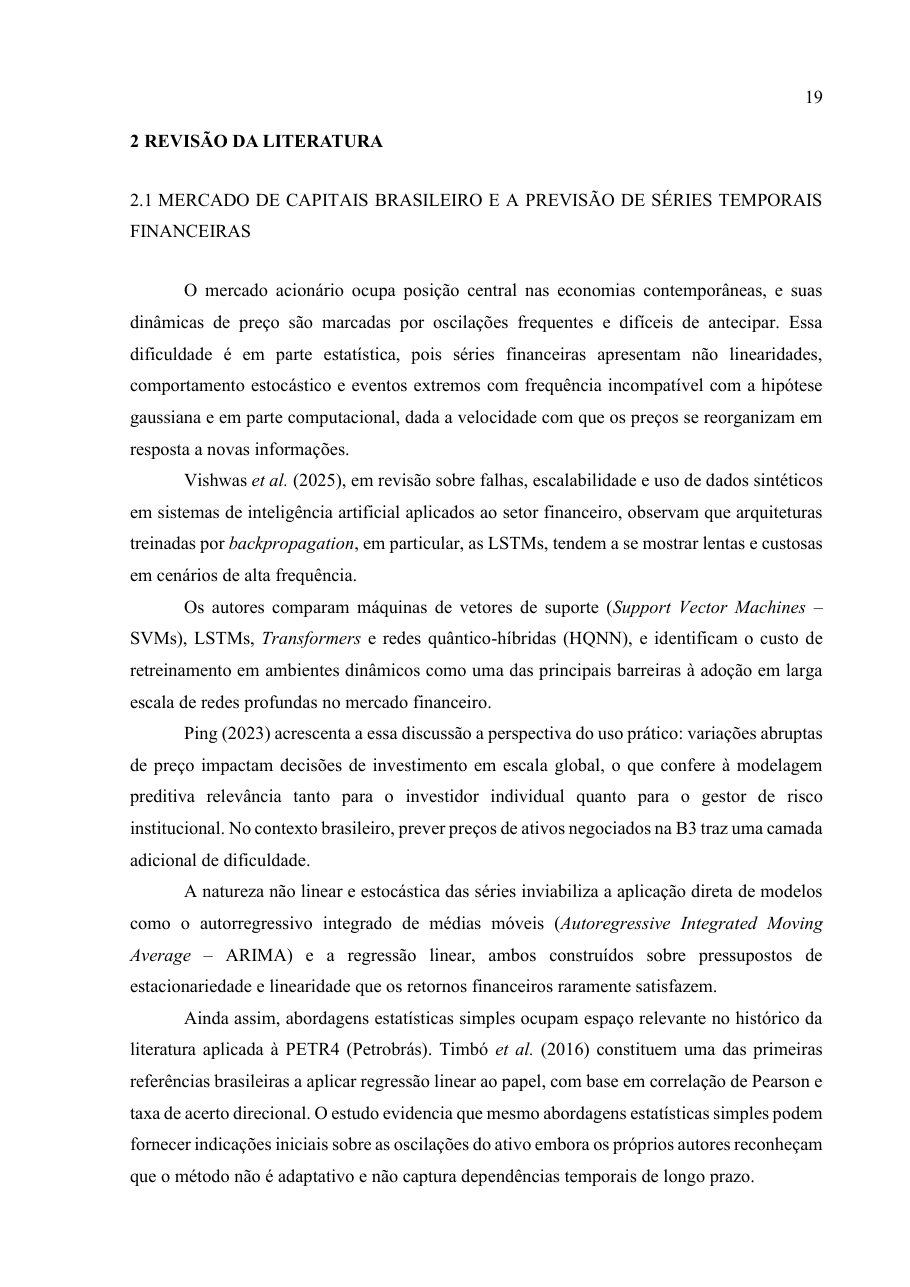 19
2 REVISÃO DA LITERATURA
2.1 MERCADO DE CAPITAIS BRASILEIRO E A PREVISÃO DE SÉRIES TEMPORAIS
FINANCEIRAS
O mercado acionário ocupa posição central nas economias contemporâneas, e suas
dinâmicas de preço são marcadas por oscilações frequentes e difíceis de antecipar. Essa
dificuldade é em parte estatística, pois séries financeiras apresentam não linearidades,
comportamento estocástico e eventos extremos com frequência incompatível com a hipótese
gaussiana e em parte computacional, dada a velocidade com que os preços se reorganizam em
resposta a novas informações.
Vishwas et al. (2025), em revisão sobre falhas, escalabilidade e uso de dados sintéticos
em sistemas de inteligência artificial aplicados ao setor financeiro, observam que arquiteturas
treinadas por backpropagation, em particular, as LSTMs, tendem a se mostrar lentas e custosas
em cenários de alta frequência.
Os autores comparam máquinas de vetores de suporte (Support Vector Machines –
SVMs), LSTMs, Transformers e redes quântico-híbridas (HQNN), e identificam o custo de
retreinamento em ambientes dinâmicos como uma das principais barreiras à adoção em larga
escala de redes profundas no mercado financeiro.
Ping (2023) acrescenta a essa discussão a perspectiva do uso prático: variações abruptas
de preço impactam decisões de investimento em escala global, o que confere à modelagem
preditiva relevância tanto para o investidor individual quanto para o gestor de risco
institucional. No contexto brasileiro, prever preços de ativos negociados na B3 traz uma camada
adicional de dificuldade.
A natureza não linear e estocástica das séries inviabiliza a aplicação direta de modelos
como o autorregressivo integrado de médias móveis (Autoregressive Integrated Moving
Average – ARIMA) e a regressão linear, ambos construídos sobre pressupostos de
estacionariedade e linearidade que os retornos financeiros raramente satisfazem.
Ainda assim, abordagens estatísticas simples ocupam espaço relevante no histórico da
literatura aplicada à PETR4 (Petrobrás). Timbó et al. (2016) constituem uma das primeiras
referências brasileiras a aplicar regressão linear ao papel, com base em correlação de Pearson e
taxa de acerto direcional. O estudo evidencia que mesmo abordagens estatísticas simples podem
fornecer indicações iniciais sobre as oscilações do ativo embora os próprios autores reconheçam
que o método não é adaptativo e não captura dependências temporais de longo prazo.